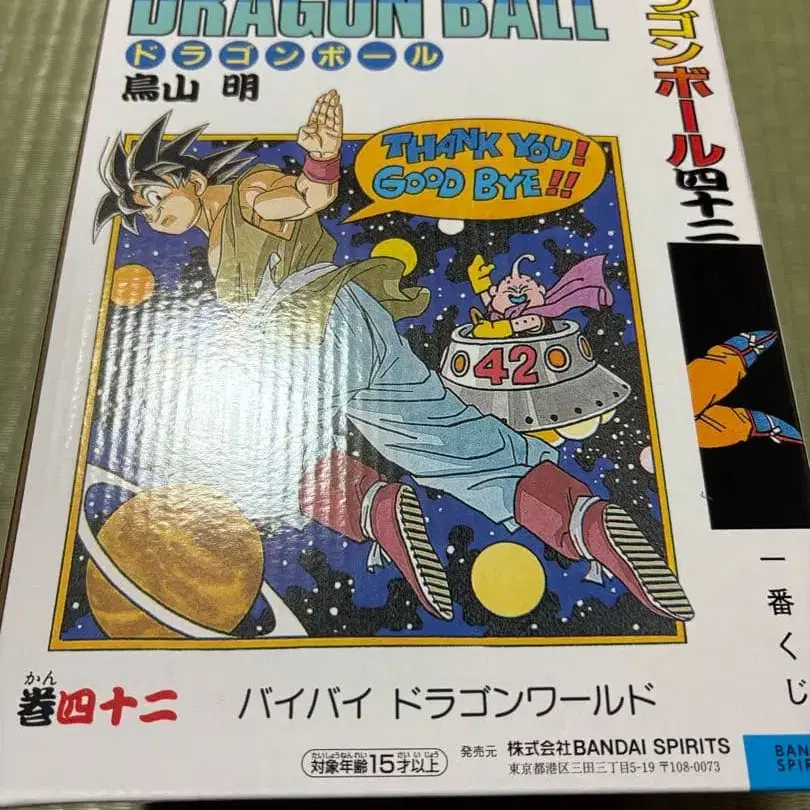 DRAGON BALL
ドラゴンボール
鳥山 明
THANK YOU!
GOOD BYE!!
42
かん
巻四十二
バイバイ ドラゴンワールド
たいしょうねんれい さい いじょう
対象年齢15才以上
発売元 株式会社BANDAI SPIRITS
東京都港区三田三丁目5-19 〒108-0073
ラゴンボール四十二
一番くじ
BAN
SPIR